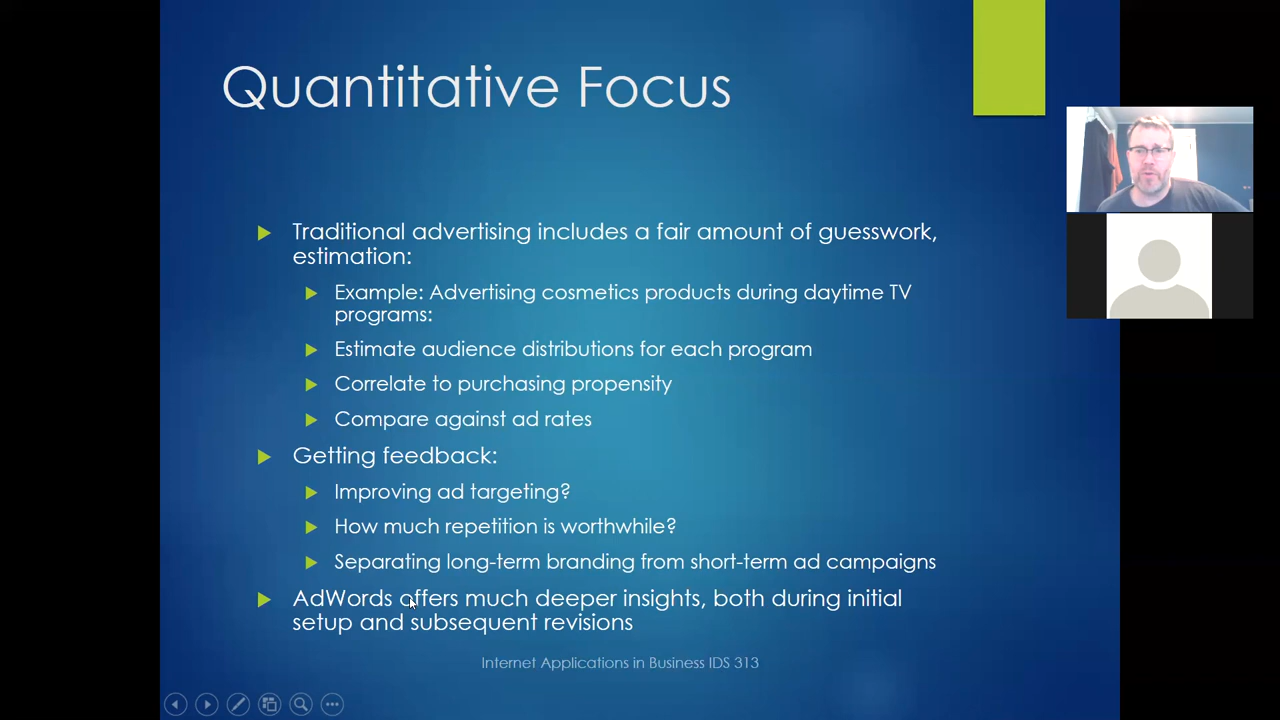 Quantitative Focus
Traditional advertising includes a fair amount of guesswork,
estimation:
Example: Advertising cosmetics products during daytime TV
programs:
Estimate audience distributions for each program
Correlate to purchasing propensity
Compare against ad rates
Getting feedback:
Improving ad targeting?
How much repetition is worthwhile?
Separating long-term branding from short-term ad campaigns
AdWords offers much deeper insights, both during initial
setup and subsequent revisions
Internet Applications in Business IDS 313